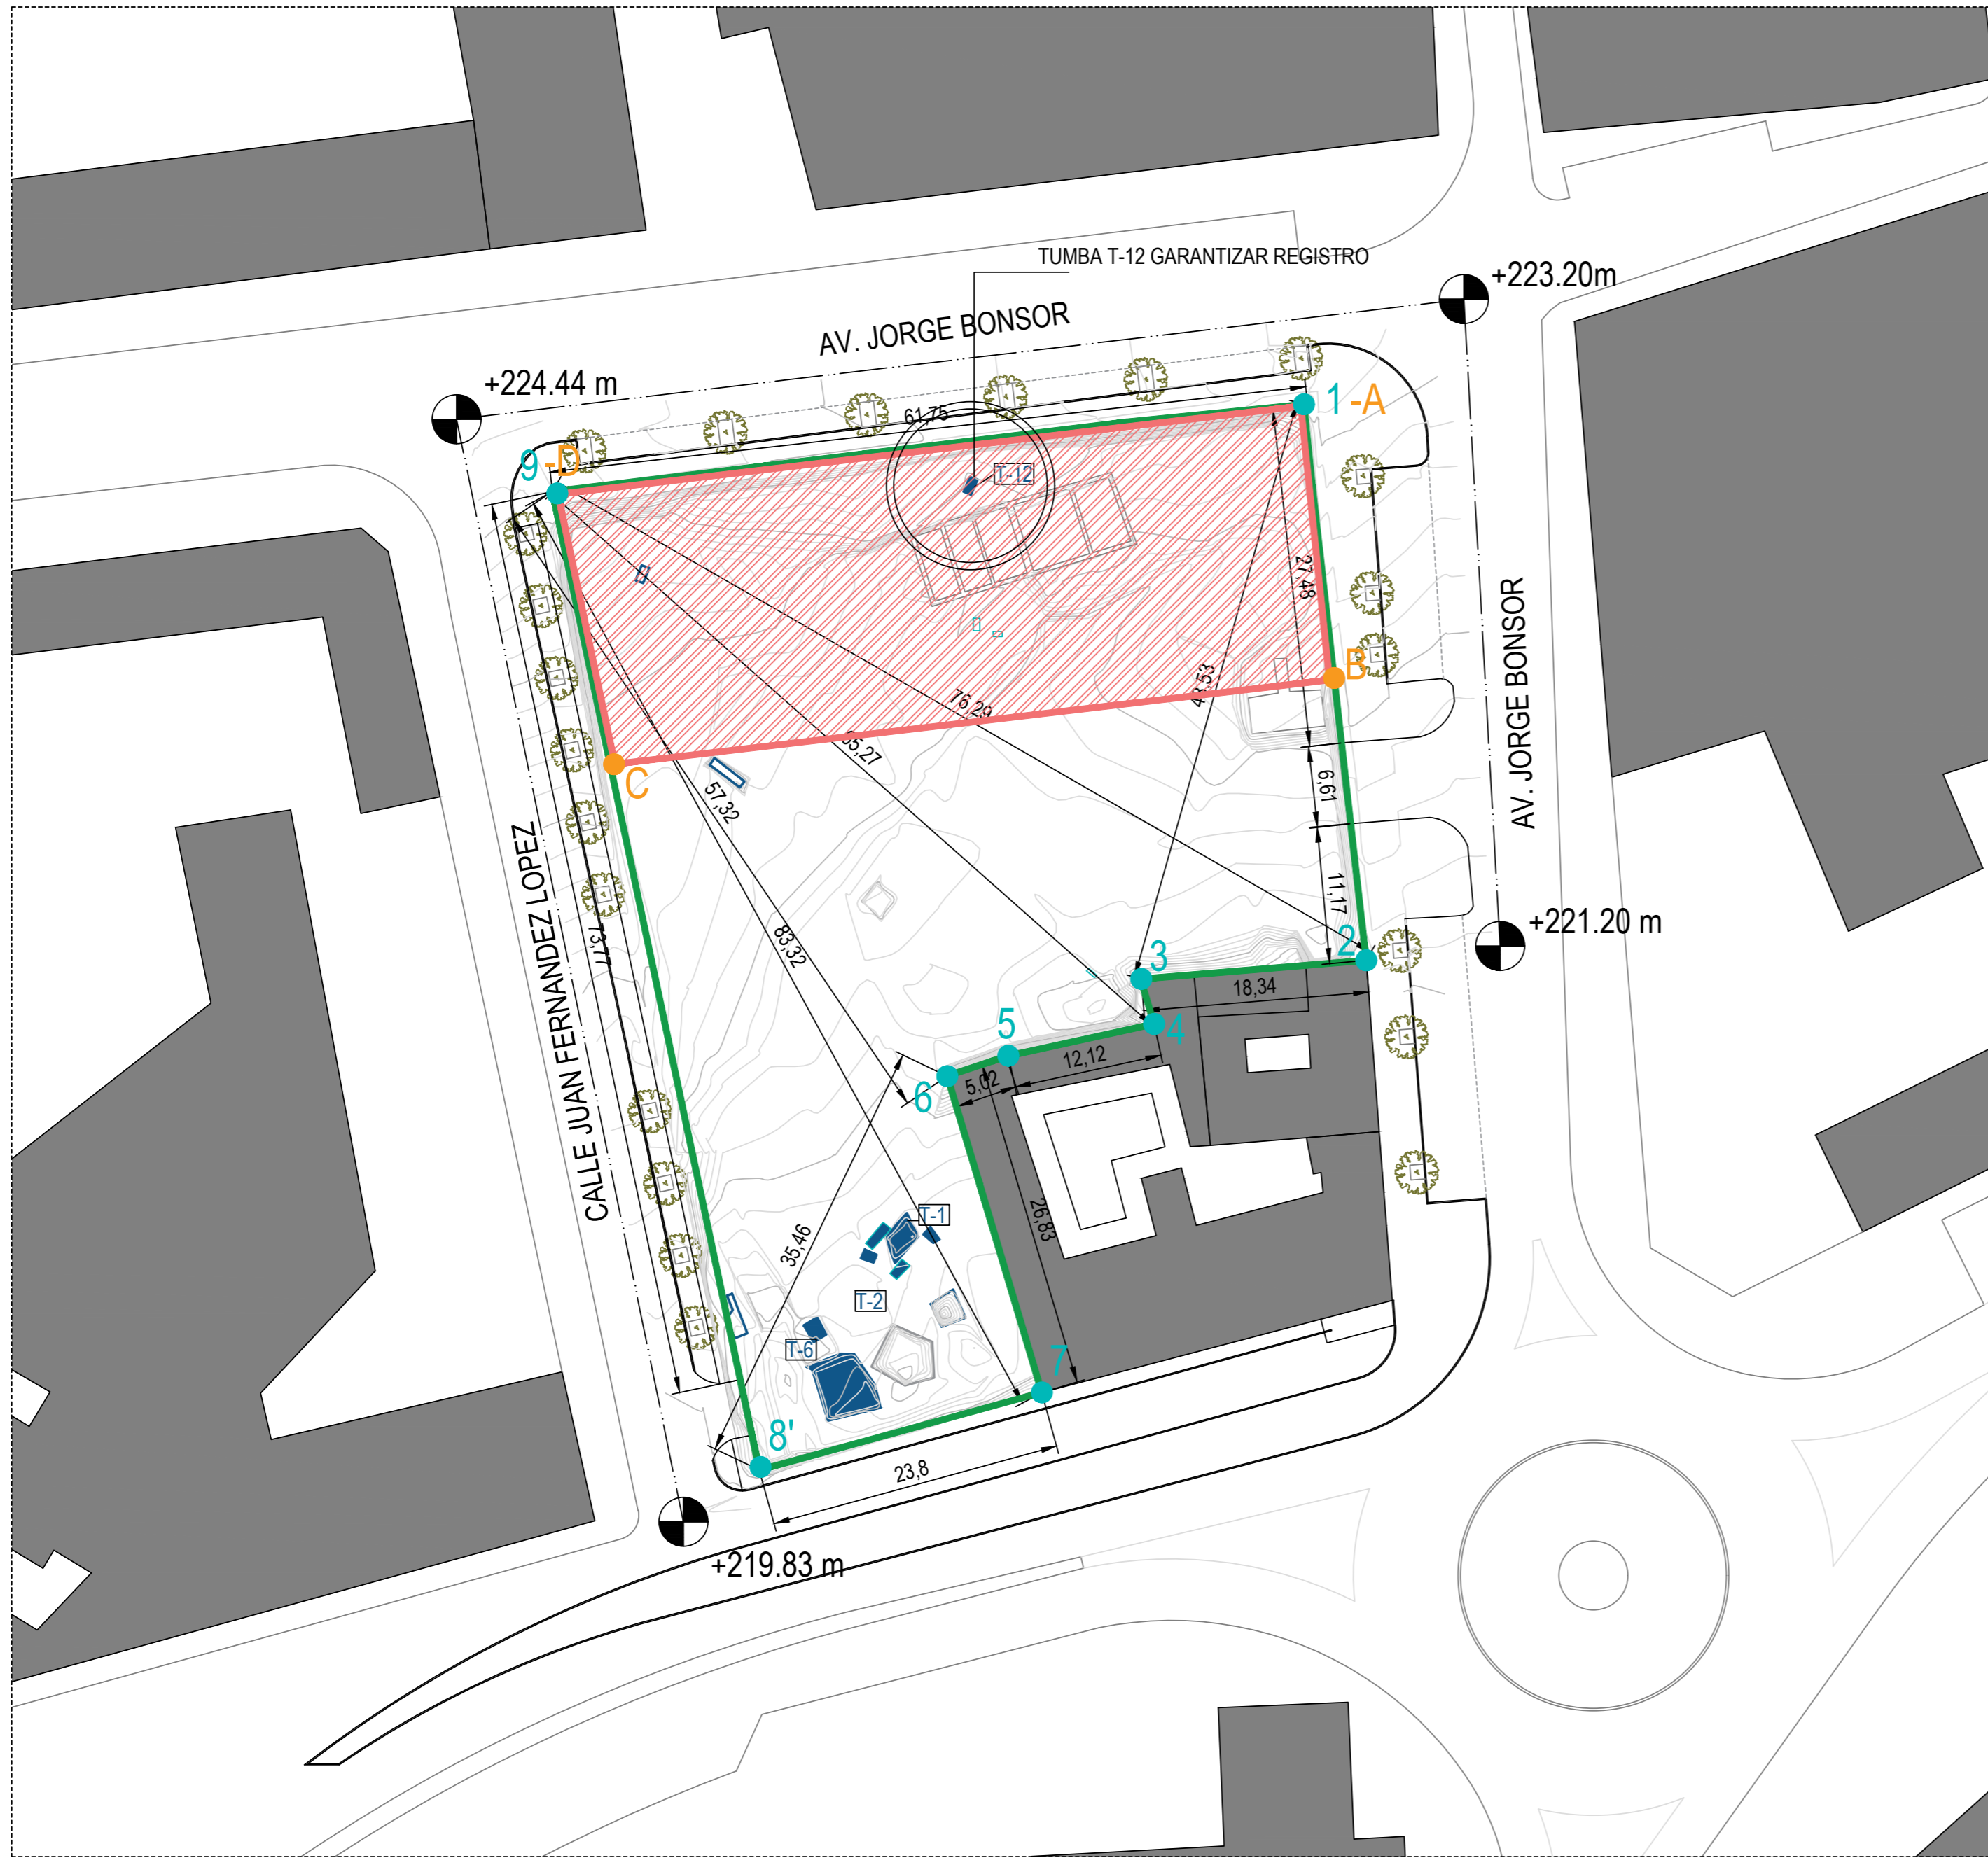 TUMBA T-12 GARANTIZAR REGISTRO
+223.20m
AV. JORGE BONSOR
+224.44 m
61,75
1-A
9-D
T-12
27,48
B
48,53
76,29
65,27
C
57,32
6,61
AV. JORGE BONSOR
11,17
CALLE JUAN FERNANDEZ LOPEZ
73,77
83,32
+221.20 m
2
3
18,34
4
5
12,12
5,02
6
26,83
T-1
35,46
T-2
T-6
7
8'
23,8
+219.83 m